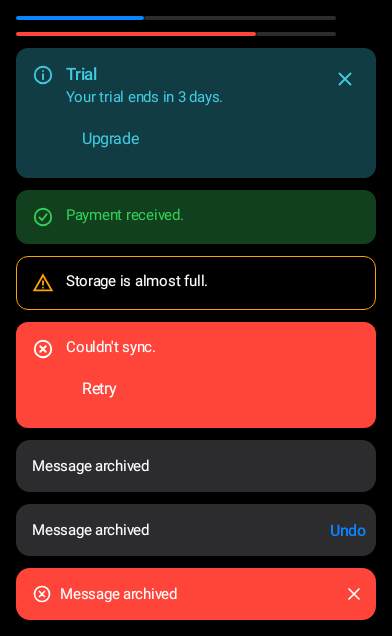 Trial
Your trial ends in 3 days.
Upgrade
Payment received.
Storage is almost full.
Couldn't sync.
Retry
Message archived
Message archived Undo
Message archived